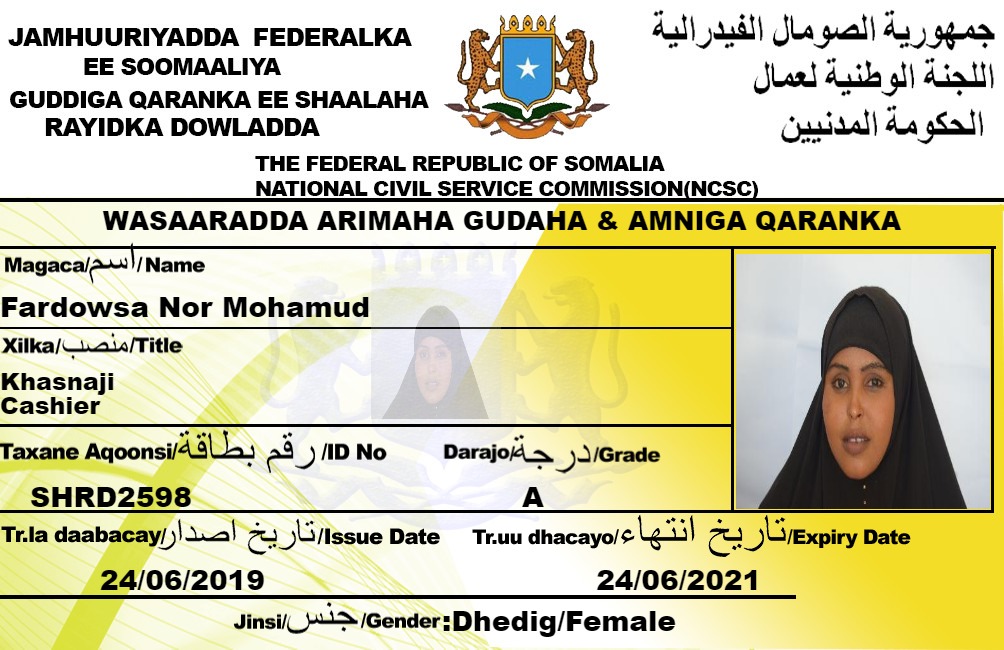 JAMHUURIYADDA FEDERALKA
EE SOOMAALIYA
GUDDIGA QARANKA EE SHAALAHA
RAYIDKA DOWLADDA
جمهورية الصومال الفيدرالية
اللجنة الوطنية لعمال
الحكومة المدنيين
THE FEDERAL REPUBLIC OF SOMALIA
NATIONAL CIVIL SERVICE COMMISSION(NCSC)
WASAARADDA ARIMAHA GUDAHA & AMNIGA QARANKA
Magaca/اسم/Name
Fardowsa Nor Mohamud
Xilka/منصب/Title
Khasnaji
Cashier
Taxane Aqoonsi/رقم بطاقة/ID No
Darajo/درجة/Grade
SHRD2598
A
Tr.la daabacay/تاريخ اصدار/Issue Date
Tr.uu dhacayo/تاريخ انتهاء/Expiry Date
24/06/2019
24/06/2021
Jinsi/جنس/Gender:Dhedig/Female